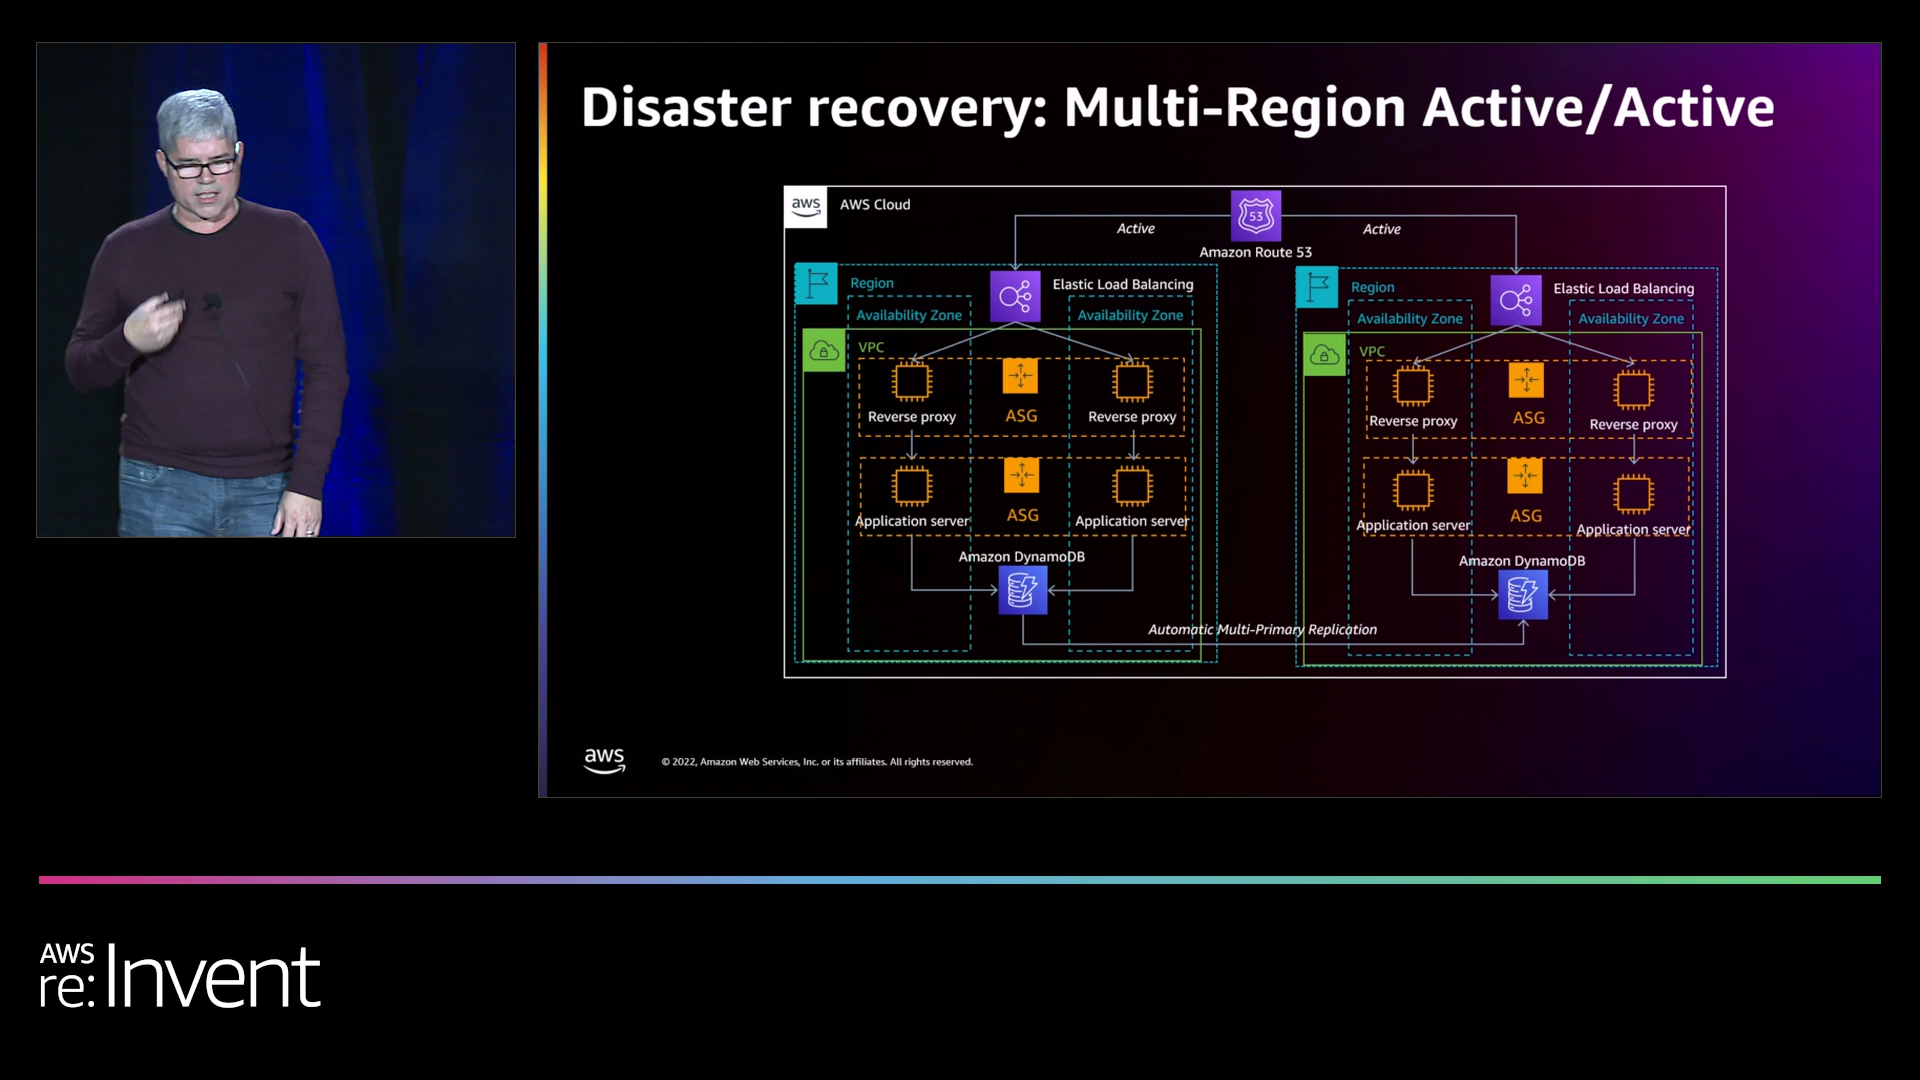 Disaster recovery: Multi-Region Active/Active
aws
AWS Cloud
53
Active
Active
Amazon Route 53
Region
Elastic Load Balancing
Availability Zone
Availability Zone
VPC
Reverse proxy
ASG
Reverse proxy
Application server
ASG
Application server
Amazon DynamoDB
Region
Elastic Load Balancing
Availability Zone
Availability Zone
VPC
Reverse proxy
ASG
Reverse proxy
Application server
ASG
Application server
Amazon DynamoDB
Automatic Multi-Primary Replication
aws
© 2022, Amazon Web Services, Inc. or its affiliates. All rights reserved.
AWS
re:Invent